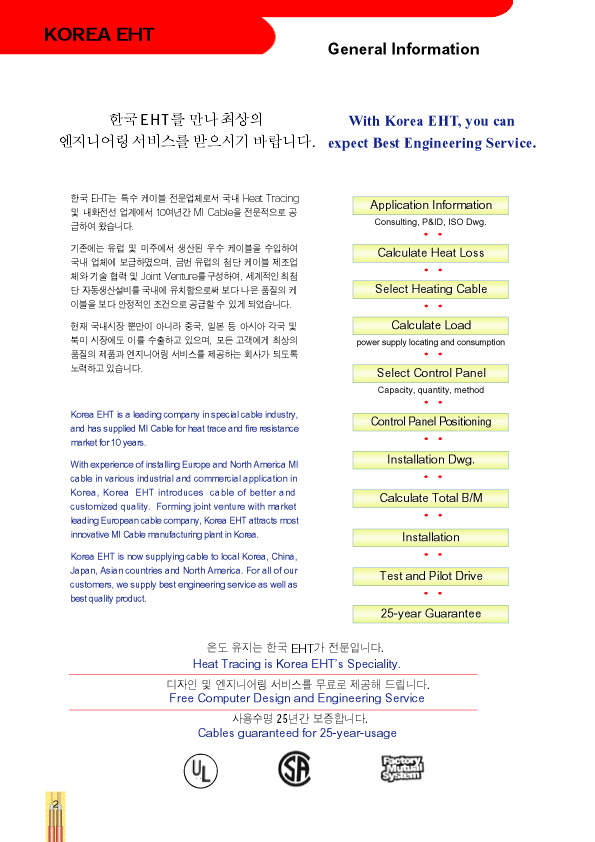 KOREA EHT
General Information
한국 EHT를 만나 최상의
엔지니어링 서비스를 받으시기 바랍니다.
With Korea EHT, you can
expect Best Engineering Service.
한국 EHT는 특수 케이블 전문업체로서 국내 Heat Tracing
및 내화전선 업계에서 10여년간 MI Cable을 전문적으로 공
급하여 왔습니다.
기존에는 유럽 및 미주에서 생산된 우수 케이블을 수입하여
국내 업체에 보급하였으며, 금번 유럽의 첨단 케이블 제조업
체와 기술 협력 및 Joint Venture를 구성하여, 세계적인 최첨
단 자동생산설비를 국내에 유치함으로써 보다 나은 품질의 케
이블을 보다 안정적인 조건으로 공급할 수 있게 되었습니다.
현재 국내시장 뿐만이 아니라 중국, 일본 등 아시아 각국 및
북미 시장에도 이를 수출하고 있으며, 모든 고객에게 최상의
품질의 제품과 엔지니어링 서비스를 제공하는 회사가 되도록
노력하고 있습니다.
Korea EHT is a leading company in special cable industry,
and has supplied MI Cable for heat trace and fire resistance
market for 10 years.
With experience of installing Europe and North America MI
cable in various industrial and commercial application in
Korea, Korea EHT introduces cable of better and
customized quality. Forming joint venture with market
leading European cable company, Korea EHT attracts most
innovative MI Cable manufacturing plant in Korea.
Korea EHT is now supplying cable to local Korea, China,
Japan, Asian countries and North America. For all of our
customers, we supply best engineering service as well as
best quality product.
Application Information
Consulting, P&ID, ISO Dwg.
Calculate Heat Loss
Select Heating Cable
Calculate Load
power supply locating and consumption
Select Control Panel
Capacity, quantity, method
Control Panel Positioning
Installation Dwg.
Calculate Total B/M
Installation
Test and Pilot Drive
25-year Guarantee
온도 유지는 한국 EHT가 전문입니다.
Heat Tracing is Korea EHT`s Speciality.
디자인 및 엔지니어링 서비스를 무료로 제공해 드립니다.
Free Computer Design and Engineering Service
사용수명 25년간 보증합니다.
Cables guaranteed for 25-year-usage
UL
SA
Factory
Mutual
System
2